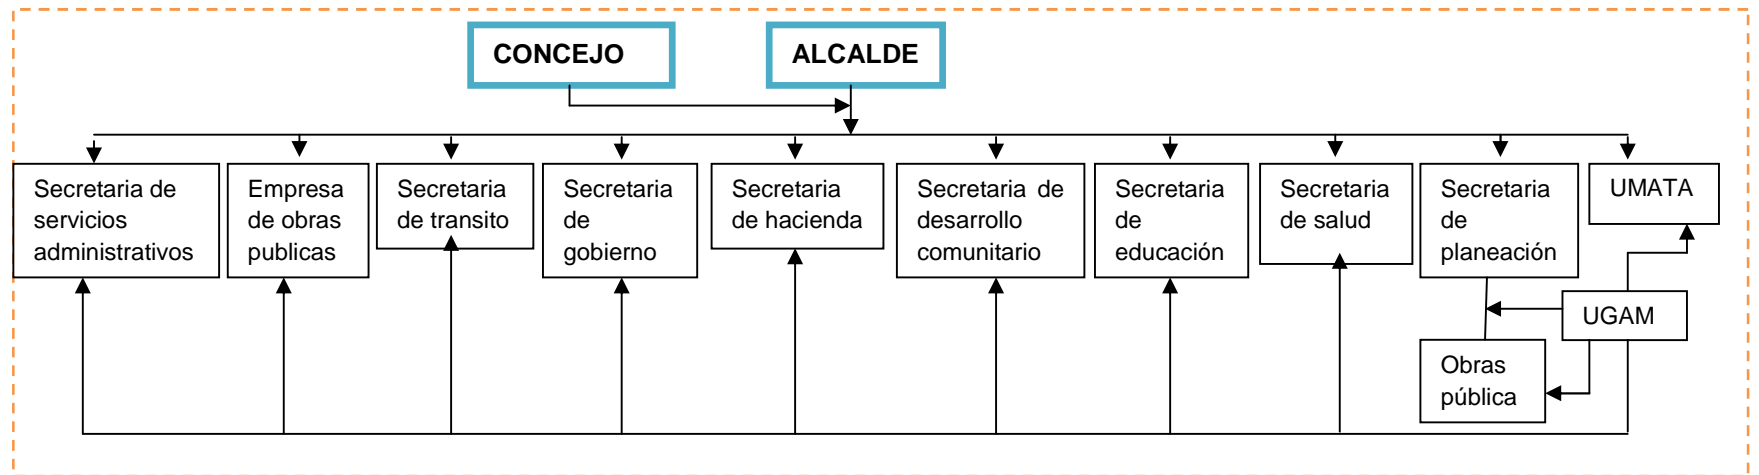 CONCEJO
ALCALDE
Secretaria de
servicios
administrativos
Empresa
de obras
publicas
Secretaria
de transito
Secretaria
de
gobierno
Secretaria
de hacienda
Secretaria de
desarrollo
comunitario
Secretaria
de
educación
Secretaria
de salud
Secretaria
de
planeación
UMATA
UGAM
Obras
pública